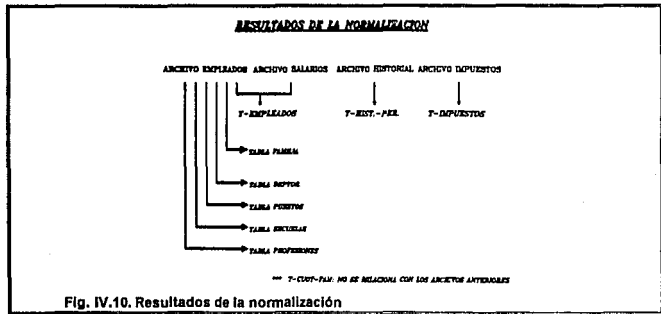 RESULTADOS DE LA NORMALIZACION
ARCHIVO EMPLEADOS ARCHIVO SALARIOS ARCHIVO HISTORIAL ARCHIVO IMPUESTOS
T-EMPLEADOS T-HIST.-PER. T-IMPUESTOS
TABLA FAMILIA
TABLA DEPTOS
TABLA PUESTOS
TABLA ESCUELAS
TABLA PROFESIONES
*** T-CUOT-PAN: NO SE RELACIONA CON LOS ARCHIVOS ANTERIORES
Fig. IV.10. Resultados de la normalización